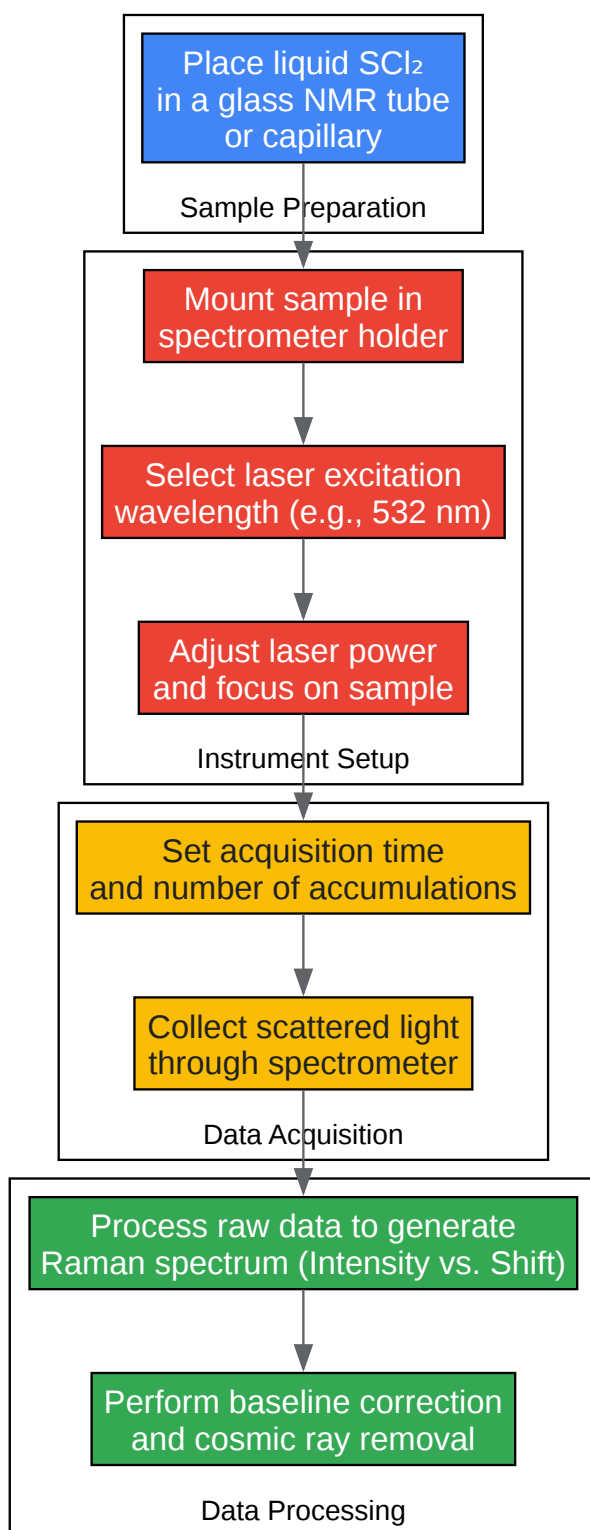 Place liquid SCl₂
in a glass NMR tube
or capillary
Sample Preparation
Mount sample in
spectrometer holder
Select laser excitation
wavelength (e.g., 532 nm)
Adjust laser power
and focus on sample
Instrument Setup
Set acquisition time
and number of accumulations
Collect scattered light
through spectrometer
Data Acquisition
Process raw data to generate
Raman spectrum (Intensity vs. Shift)
Perform baseline correction
and cosmic ray removal
Data Processing